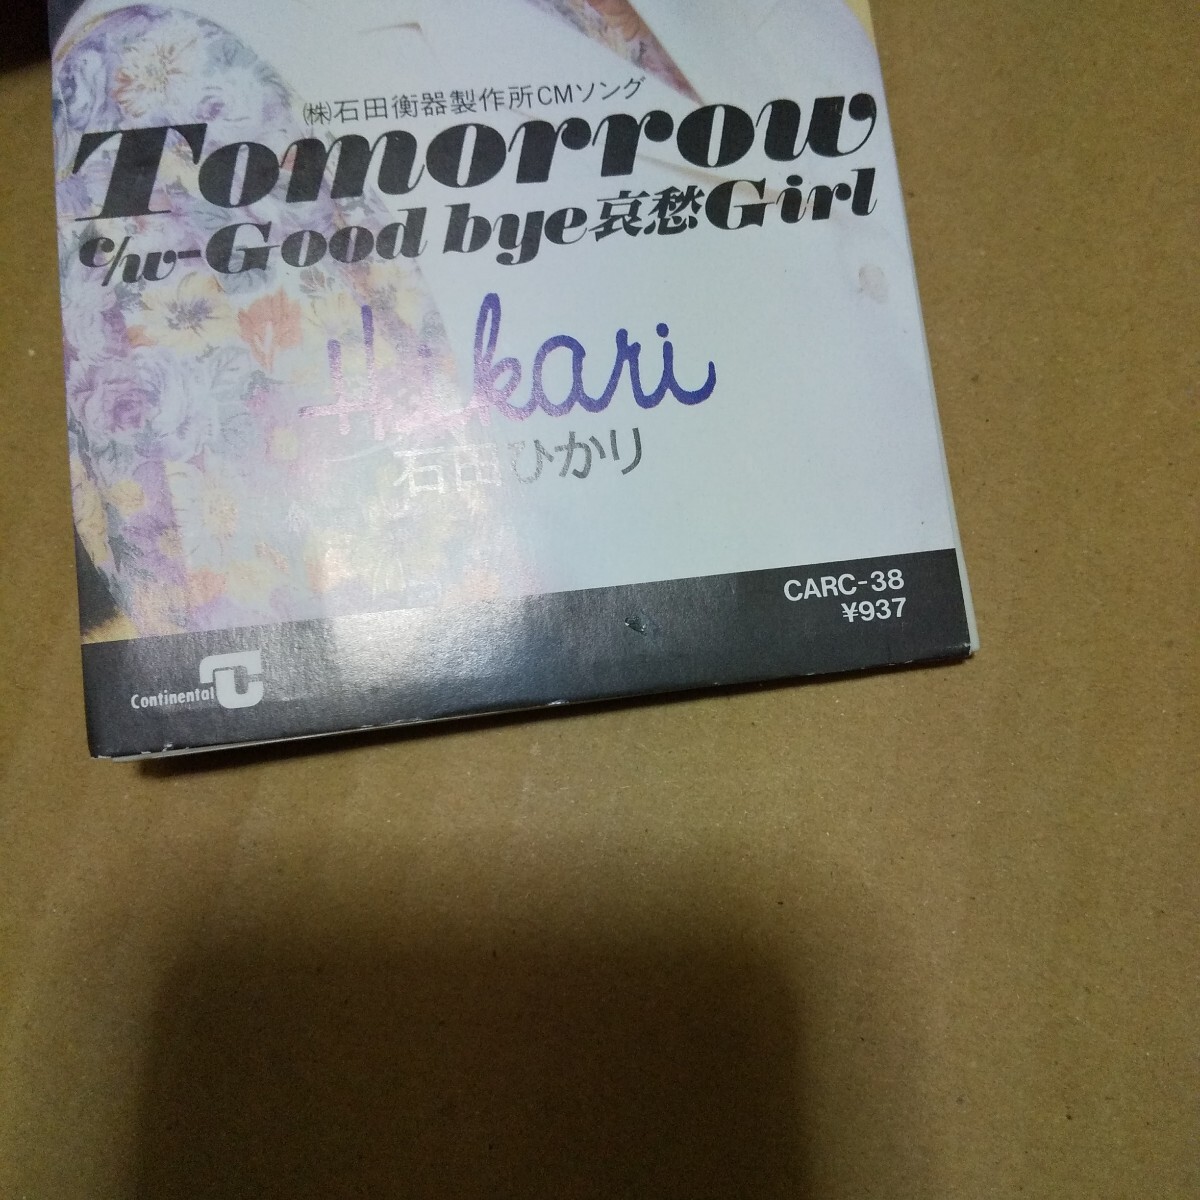 (株)石田衡器製作所CMソング
Tomorrow
c/w-Good bye哀愁Girl
Hikari
石田ひかり
CARC-38
¥937
Continental